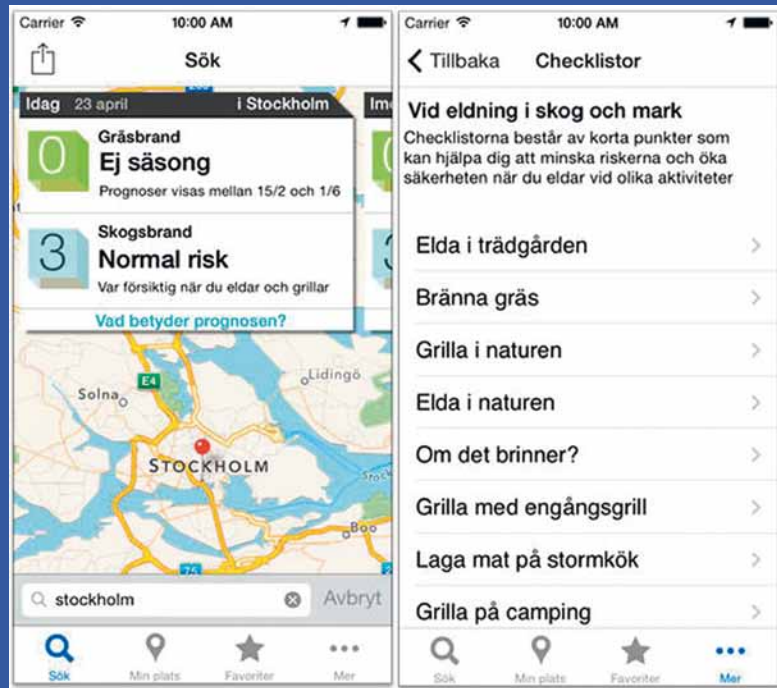 Carrier 10:00 AM
Sök
Idag 23 april i Stockholm
0
Gräsbrand
Ej säsong
Prognoser visas mellan 15/2 och 1/6
3
Skogsbrand
Normal risk
Var försiktig när du eldar och grillar
Vad betyder prognosen?
Lidingö
E4
Solna
STOCKHOLM
Stock
Boo
75
stockholm Avbryt
Sök Min plats Favoriter Mer
Carrier 10:00 AM
Tillbaka Checklistor
Vid eldning i skog och mark
Checklistorna består av korta punkter som
kan hjälpa dig att minska riskerna och öka
säkerheten när du eldar vid olika aktiviteter
Elda i trädgården
Bränna gräs
Grilla i naturen
Elda i naturen
Om det brinner?
Grilla med engångsgrill
Laga mat på stormkök
Grilla på camping
Sök Min plats Favoriter Mer